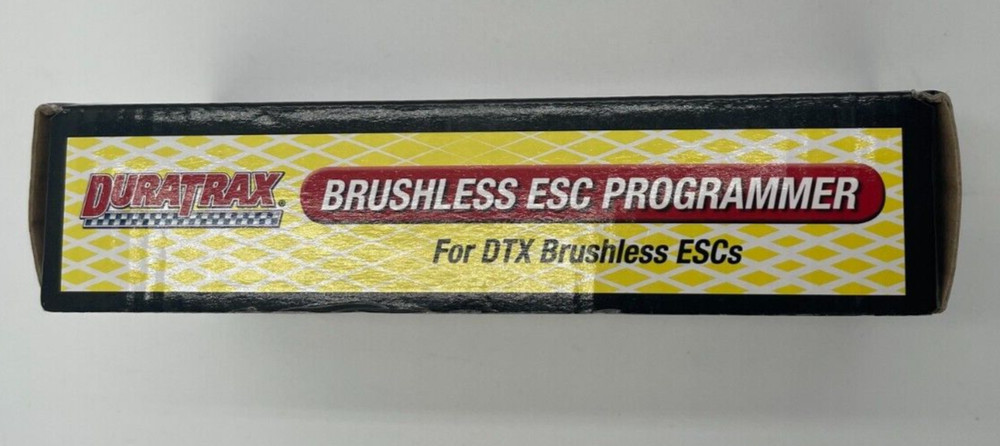 DURATRAX®
BRUSHLESS ESC PROGRAMMER
For DTX Brushless ESCs